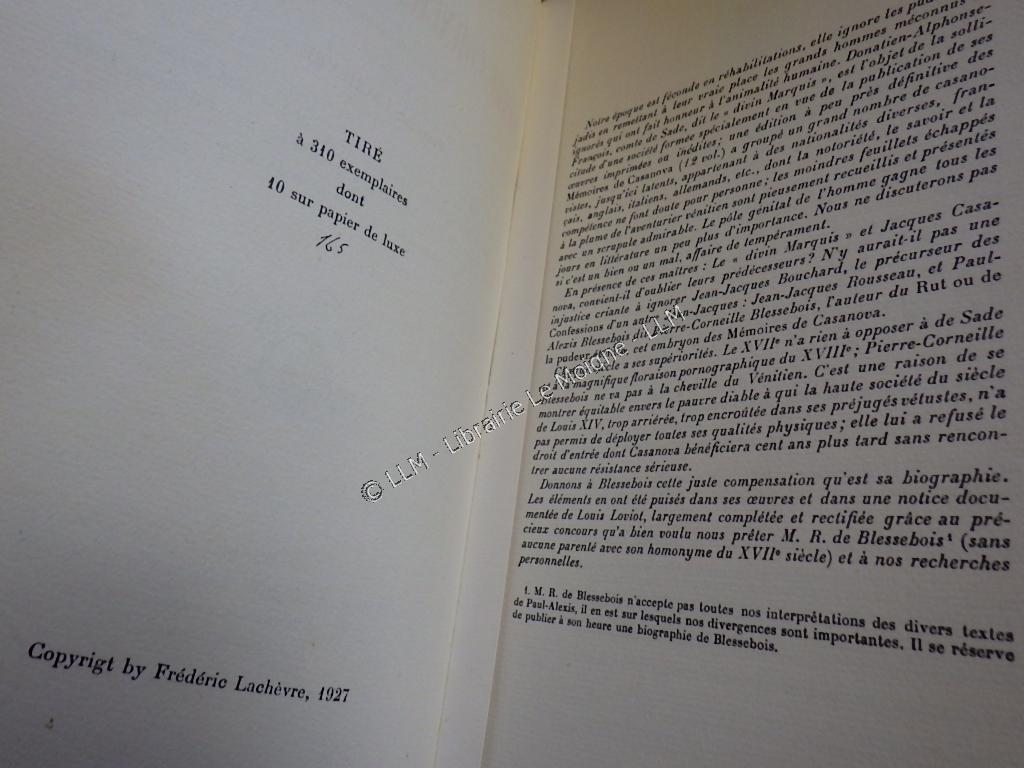 TIRÉ
à 310 exemplaires
dont
10 sur papier de luxe
165
Copyrigt by Frédéric Lachèvre, 1927
Notre époque est féconde en réhabilitations, elle ignore les
jadis en remettant à leur vraie place les grands hommes méconnus
ignorés qui ont fait honneur à l'animalité humaine. Donatien-Alphonse-
François, comte de Sade, dit le « divin Marquis », est l'objet de la solli-
citude d'une société formée spécialement en vue de la publication de ses
œuvres imprimées ou inédites; une édition à peu près définitive des
Mémoires de Casanova (12 vol.) a groupé un grand nombre de casano-
vistes, jusqu'ici latents, appartenant à des nationalités diverses, fran-
çais, anglais, italiens, allemands, etc., dont la notoriété, le savoir et la
compétence ne font doute pour personne; les moindres feuillets échappés
à la plume de l'aventurier vénitien sont pieusement recueillis et présentés
avec un scrupule admirable. Le pôle génital de l'homme gagne tous les
jours en littérature un peu plus d'importance. Nous ne discuterons pas
si c'est un bien ou un mal, affaire de tempérament.
En présence de ces maîtres : Le « divin Marquis » et Jacques Casa-
nova, convient-il d'oublier leurs prédécesseurs? N'y aurait-il pas une
injustice criante à ignorer Jean-Jacques Bouchard, le précurseur des
Confessions d'un autre Jean-Jacques : Jean-Jacques Rousseau, et Paul-
Alexis Blessebois dit Pierre-Corneille Blessebois, l'auteur du Rut ou de
la pudeur cet embryon des Mémoires de Casanova.
a ses supériorités. Le XVIIe n'a rien à opposer à de Sade
magnifique floraison pornographique du XVIIIe; Pierre-Corneille
Blessebois ne va pas à la cheville du Vénitien. C'est une raison de se
montrer équitable envers le pauvre diable à qui la haute société du siècle
de Louis XIV, trop arriérée, trop encroûtée dans ses préjugés vétustes, n'a
pas permis de déployer toutes ses qualités physiques; elle lui a refusé le
droit d'entrée dont Casanova bénéficiera cent ans plus tard sans rencon-
trer aucune résistance sérieuse.
Donnons à Blessebois cette juste compensation qu'est sa biographie.
Les éléments en ont été puisés dans ses œuvres et dans une notice docu-
mentée de Louis Loviot, largement complétée et rectifiée grâce au pré-
cieux concours qu'a bien voulu nous prêter M. R. de Blessebois¹ (sans
aucune parenté avec son homonyme du XVIIe siècle) et à nos recherches
personnelles.
1. M. R. de Blessebois n'accepte pas toutes nos interprétations des divers textes
de Paul-Alexis, il en est sur lesquels nos divergences sont importantes. Il se réserve
de publier à son heure une biographie de Blessebois.
© LLM - Librairie Le Moigne LLM